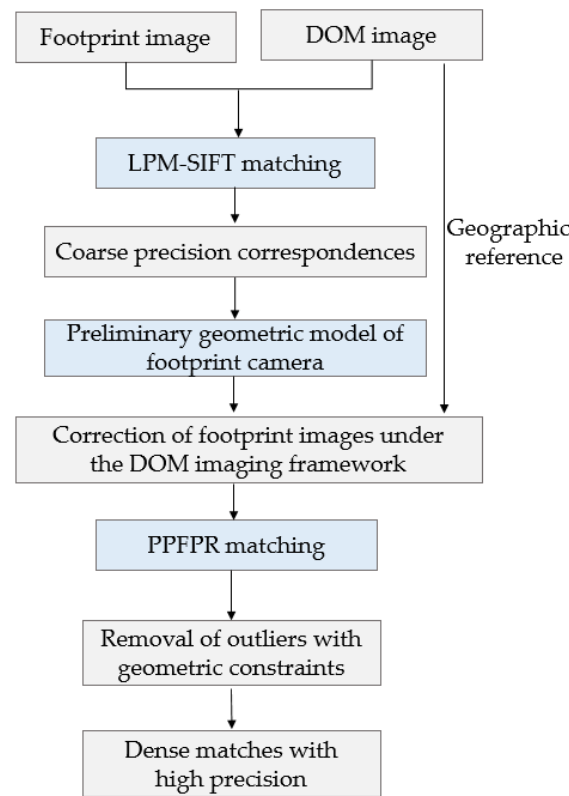 Footprint image
DOM image
LPM-SIFT matching
Geographic
reference
Coarse precision correspondences
Preliminary geometric model of
footprint camera
Correction of footprint images under
the DOM imaging framework
PPFPR matching
Removal of outliers with
geometric constraints
Dense matches with
high precision